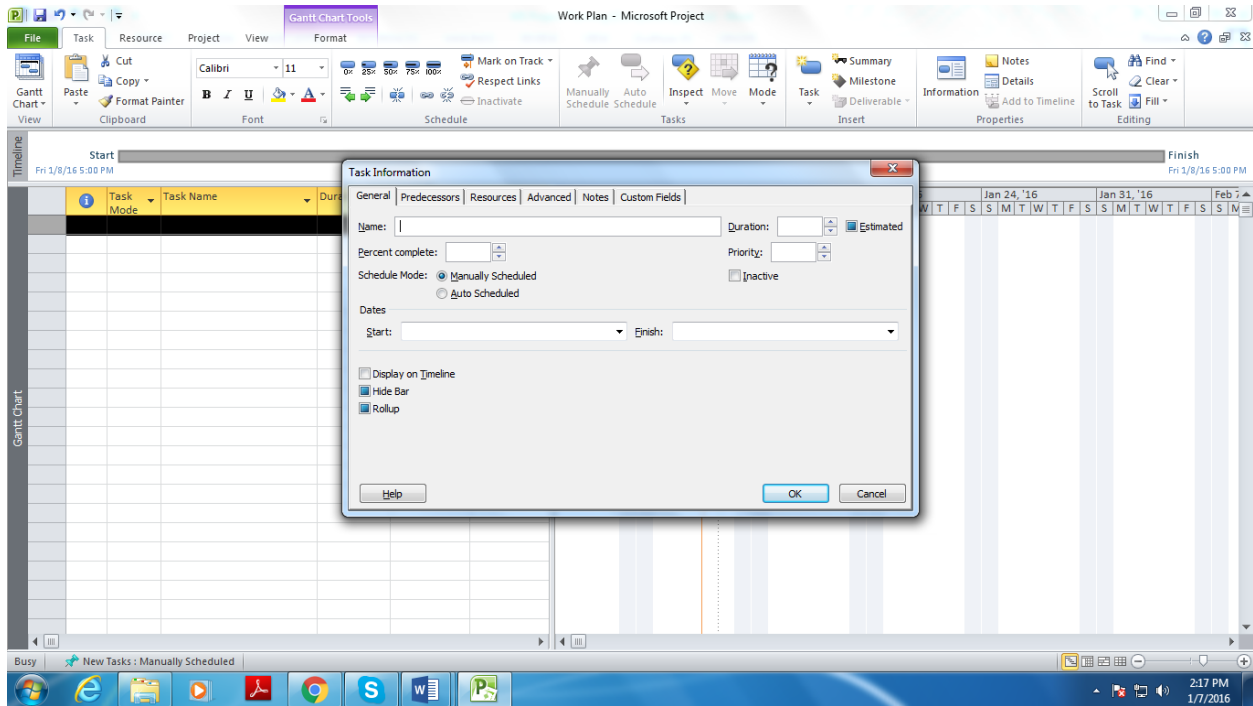 Gantt Chart Tools
Work Plan - Microsoft Project
File Task Resource Project View Format
Gantt Chart
View
Paste
Cut
Copy
Format Painter
Clipboard
Calibri 11
B I U A
Font
0× 25× 50× 75× 100×
Mark on Track
Respect Links
Inactivate
Schedule
Manually Schedule
Auto Schedule
Inspect
Move
Mode
Tasks
Task
Summary
Milestone
Deliverable
Insert
Information
Notes
Details
Add to Timeline
Properties
Scroll to Task
Find
Clear
Fill
Editing
Timeline
Start
Fri 1/8/16 5:00 PM
Finish
Fri 1/8/16 5:00 PM
Gantt Chart
Task Mode
Task Name
Dura
Jan 24, '16 Jan 31, '16 Feb 7
W T F S S M T W T F S S M T W T F S S M
Task Information
General Predecessors Resources Advanced Notes Custom Fields
Name: Duration: Estimated
Percent complete: Priority:
Schedule Mode: Manually Scheduled Inactive
Auto Scheduled
Dates
Start: Finish:
Display on Timeline
Hide Bar
Rollup
Help OK Cancel
Busy New Tasks : Manually Scheduled
2:17 PM
1/7/2016